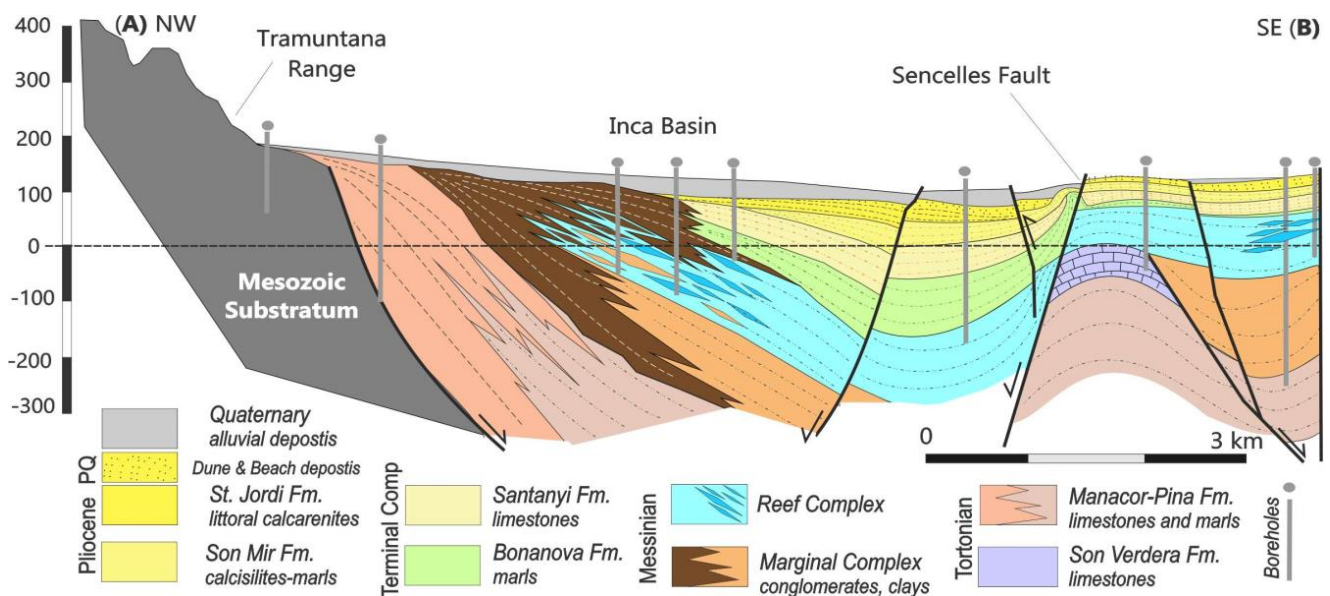 400
300
200
100
0
-100
-200
-300
(A) NW
SE (B)
Tramuntana
Range
Inca Basin
Sencelles Fault
Mesozoic
Substratum
0
3 km
Quaternary
alluvial depostis
PQ
Dune & Beach depostis
Pliocene
St. Jordi Fm.
littoral calcarenites
Son Mir Fm.
calcisilites-marls
Terminal Comp
Santanyi Fm.
limestones
Bonanova Fm.
marls
Messinian
Reef Complex
Marginal Complex
conglomerates, clays
Tortonian
Manacor-Pina Fm.
limestones and marls
Son Verdera Fm.
limestones
Boreholes